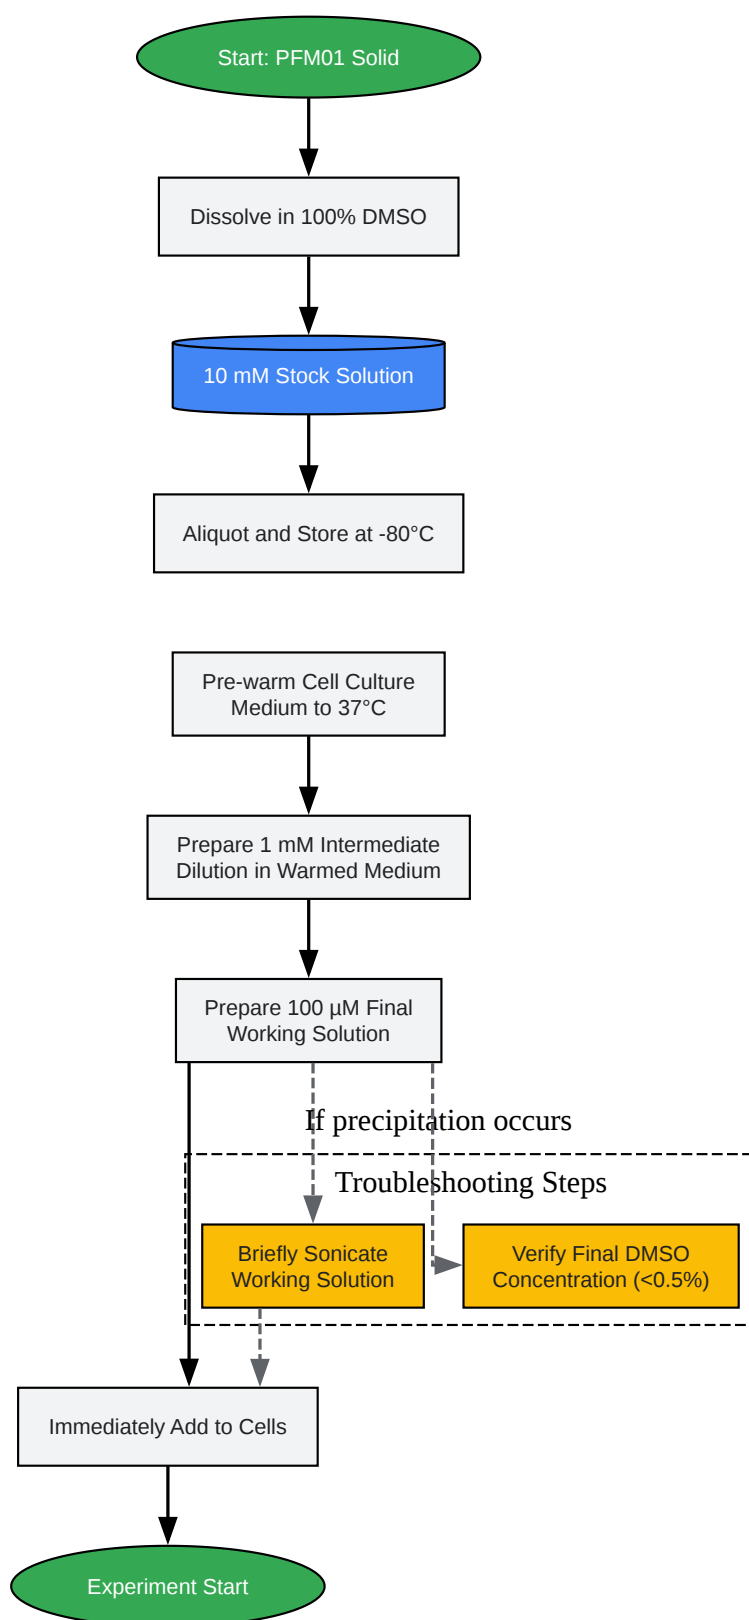 Start: PFM01 Solid
Dissolve in 100% DMSO
10 mM Stock Solution
Aliquot and Store at -80°C
Pre-warm Cell Culture
Medium to 37°C
Prepare 1 mM Intermediate
Dilution in Warmed Medium
Prepare 100 µM Final
Working Solution
If precipitation occurs
Troubleshooting Steps
Briefly Sonicate
Working Solution
Verify Final DMSO
Concentration (<0.5%)
Immediately Add to Cells
Experiment Start